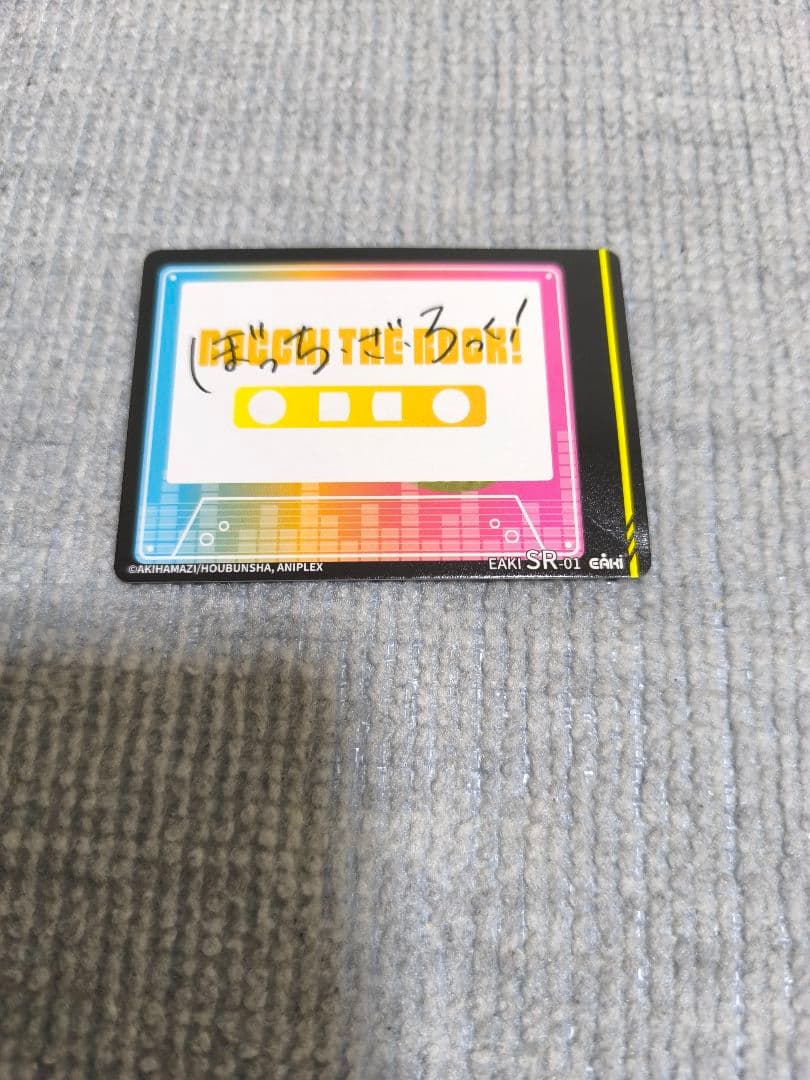 BOCCHI THE ROCK!
ぼっち・ざ・ろっく!
©AKIHAMAZI/HOUBUNSHA, ANIPLEX
EAKI SR-01 EAKI